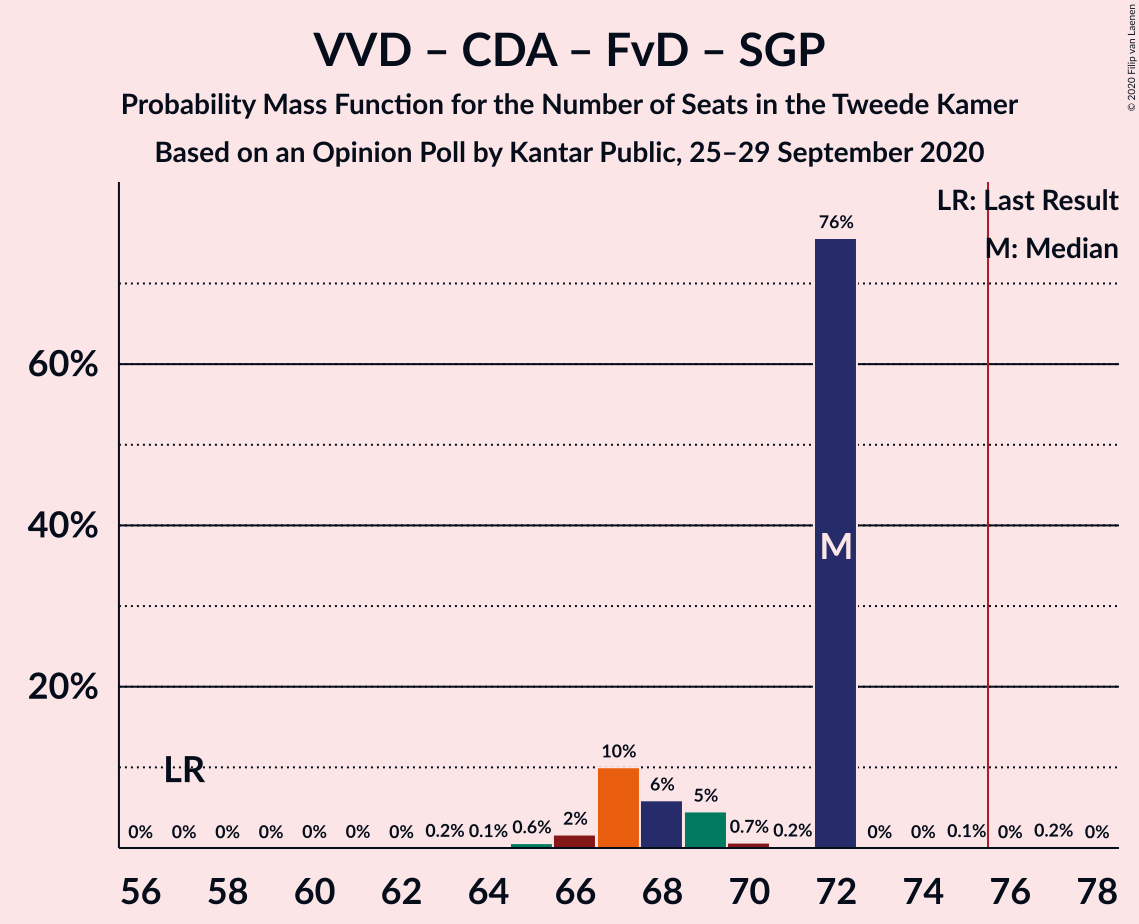 VVD – CDA – FvD – SGP
Probability Mass Function for the Number of Seats in the Tweede Kamer
Based on an Opinion Poll by Kantar Public, 25–29 September 2020
© 2020 Filip van Laenen
LR: Last Result
M: Median
76%
60%
40%
M
20%
LR
0% 0% 0% 0% 0% 0% 0% 0.2% 0.1% 0.6% 2% 10% 6% 5% 0.7% 0.2% 0% 0% 0.1% 0% 0.2% 0%
56 58 60 62 64 66 68 70 72 74 76 78